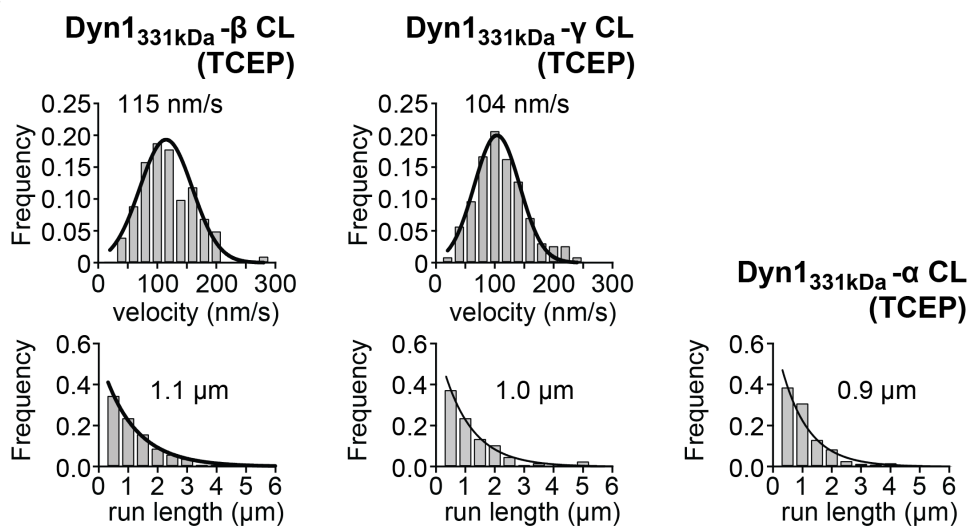 Dyn1331kDa-β CL
(TCEP)
115 nm/s
Frequency
0.25
0.20
0.15
0.10
0.05
0
0 100 200 300
velocity (nm/s)
Dyn1331kDa-γ CL
(TCEP)
104 nm/s
Frequency
0.25
0.20
0.15
0.10
0.05
0
0 100 200 300
velocity (nm/s)
Dyn1331kDa-α CL
(TCEP)
1.1 μm
Frequency
0.6
0.4
0.2
0.0
0 1 2 3 4 5 6
run length (μm)
1.0 μm
Frequency
0.6
0.4
0.2
0.0
0 1 2 3 4 5 6
run length (μm)
0.9 μm
Frequency
0.6
0.4
0.2
0.0
0 1 2 3 4 5 6
run length (μm)